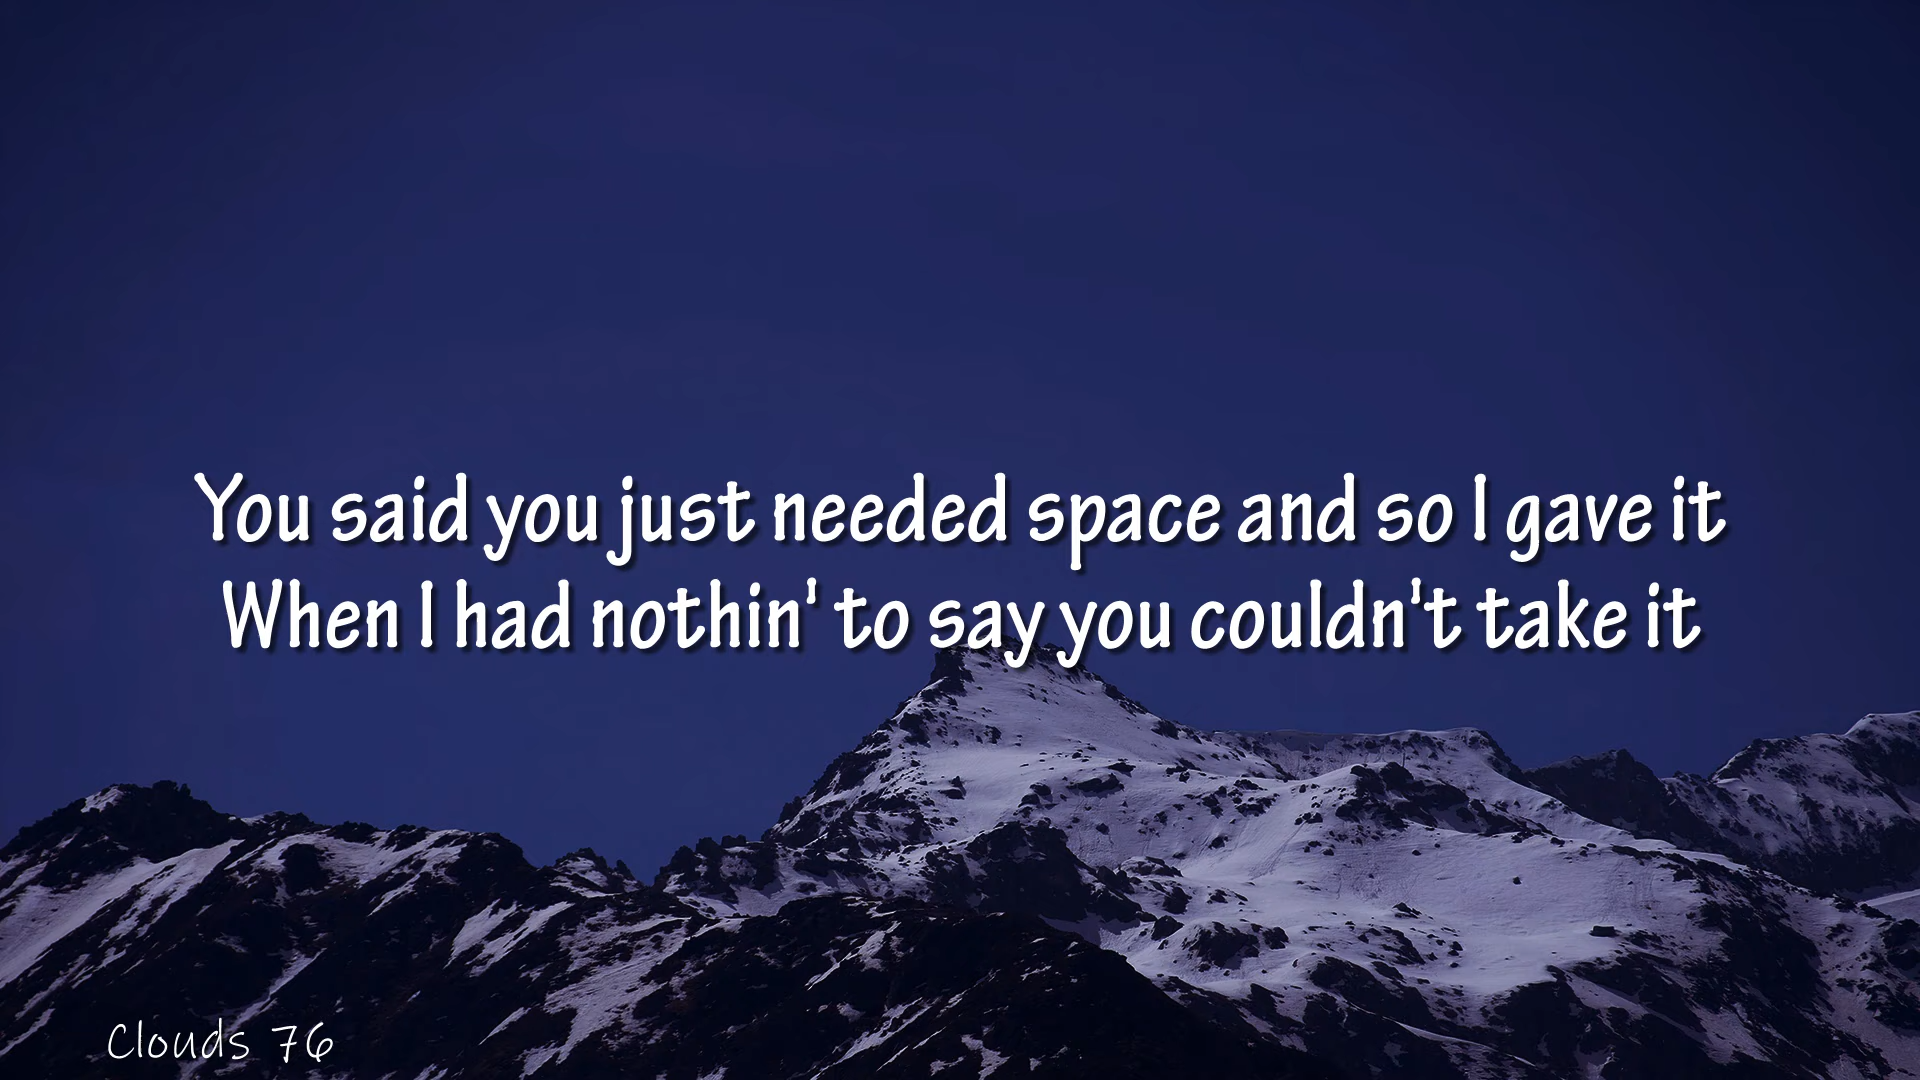 You said you just needed space and so I gave it
When I had nothin' to say you couldn't take it
Clouds 76